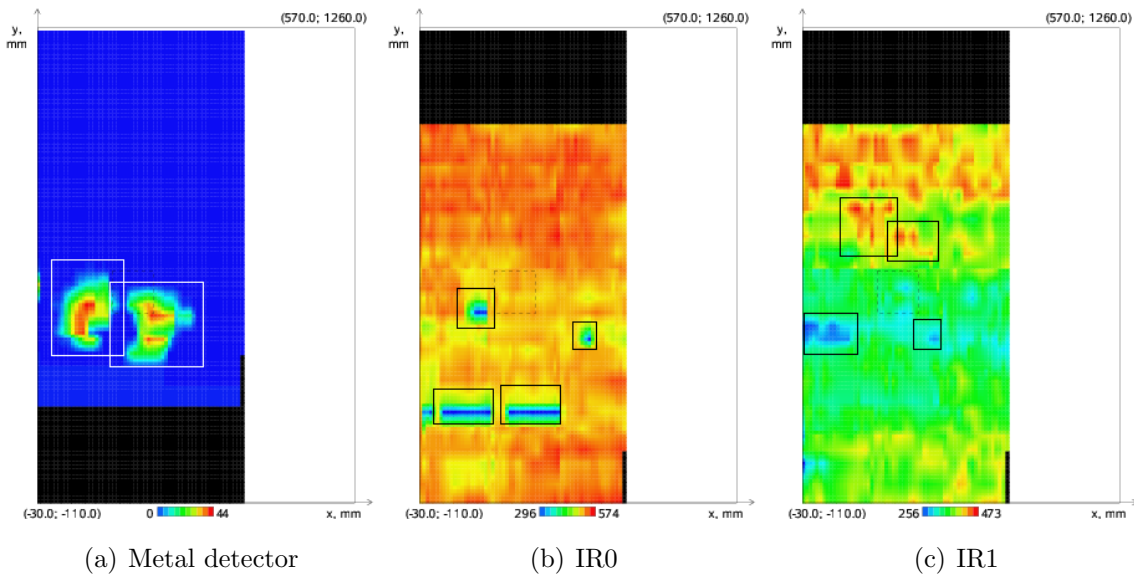 (570.0; 1260.0)
y,
mm
(-30.0; -110.0)
0
44
x, mm
(a) Metal detector
(570.0; 1260.0)
y,
mm
(-30.0; -110.0)
296
574
x, mm
(b) IR0
(570.0; 1260.0)
y,
mm
(-30.0; -110.0)
256
473
x, mm
(c) IR1